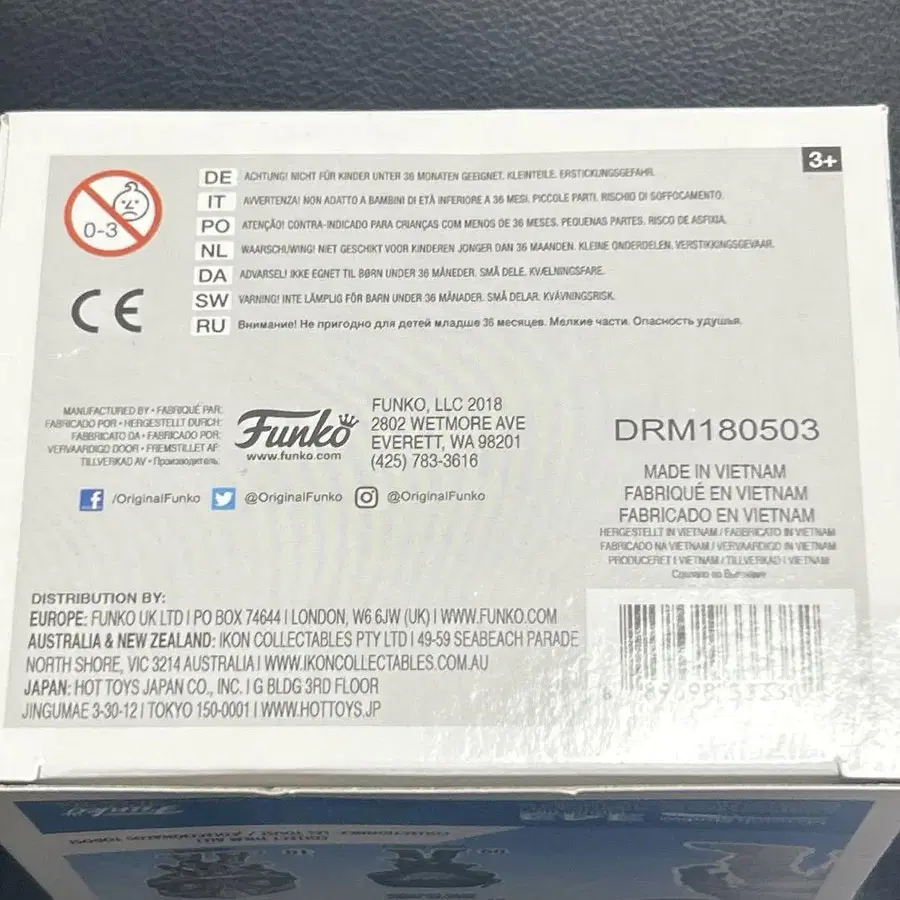 3+
0-3
DE ACHTUNG! NICHT FÜR KINDER UNTER 36 MONATEN GEEIGNET. KLEINTEILE. ERSTICKUNGSGEFAHR.
IT AVVERTENZA! NON ADATTO A BAMBINI DI ETÀ INFERIORE A 36 MESI. PICCOLE PARTI. RISCHIO DI SOFFOCAMENTO.
PO ATENÇÃO! CONTRA-INDICADO PARA CRIANÇAS COM MENOS DE 36 MESES. PEQUENAS PARTES. RISCO DE ASFIXIA.
NL WAARSCHUWING! NIET GESCHIKT VOOR KINDEREN JONGER DAN 36 MAANDEN. KLEINE ONDERDELEN. VERSTIKKINGSGEVAAR.
DA ADVARSEL! IKKE EGNET TIL BØRN UNDER 36 MÅNEDER. SMÅ DELE. KVÆLNINGSFARE.
SW VARNING! INTE LÄMPLIG FÖR BARN UNDER 36 MÅNADER. SMÅ DELAR. KVÄVNINGSRISK.
RU Внимание! Не пригодно для детей младше 36 месяцев. Мелкие части. Опасность удушья.
CE
MANUFACTURED BY • FABRIQUÉ PAR:
FABRICADO POR • HERGESTELLT DURCH:
FABBRICATO DA • FABRICADO POR:
VERVAARDIGD DOOR • FREMSTILLET AF:
TILLVERKAD AV • Производитель:
Funko
www.funko.com
FUNKO, LLC 2018
2802 WETMORE AVE
EVERETT, WA 98201
(425) 783-3616
/OriginalFunko @OriginalFunko @OriginalFunko
DRM180503
MADE IN VIETNAM
FABRIQUÉ EN VIETNAM
FABRICADO EN VIETNAM
HERGESTELLT IN VIETNAM / FABBRICATO IN VIETNAM
FABRICADO NA VIETNAM / VERVAARDIGD IN VIETNAM
PRODUCERET I VIETNAM / TILLVERKAD I VIETNAM
Сделано во Вьетнаме
DISTRIBUTION BY:
EUROPE: FUNKO UK LTD | PO BOX 74644 | LONDON, W6 6JW (UK) | WWW.FUNKO.COM
AUSTRALIA & NEW ZEALAND: IKON COLLECTABLES PTY LTD | 49-59 SEABEACH PARADE
NORTH SHORE, VIC 3214 AUSTRALIA | WWW.IKONCOLLECTABLES.COM.AU
JAPAN: HOT TOYS JAPAN CO., INC. | G BLDG 3RD FLOOR
JINGUMAE 3-30-12 | TOKYO 150-0001 | WWW.HOTTOYS.JP
Funko